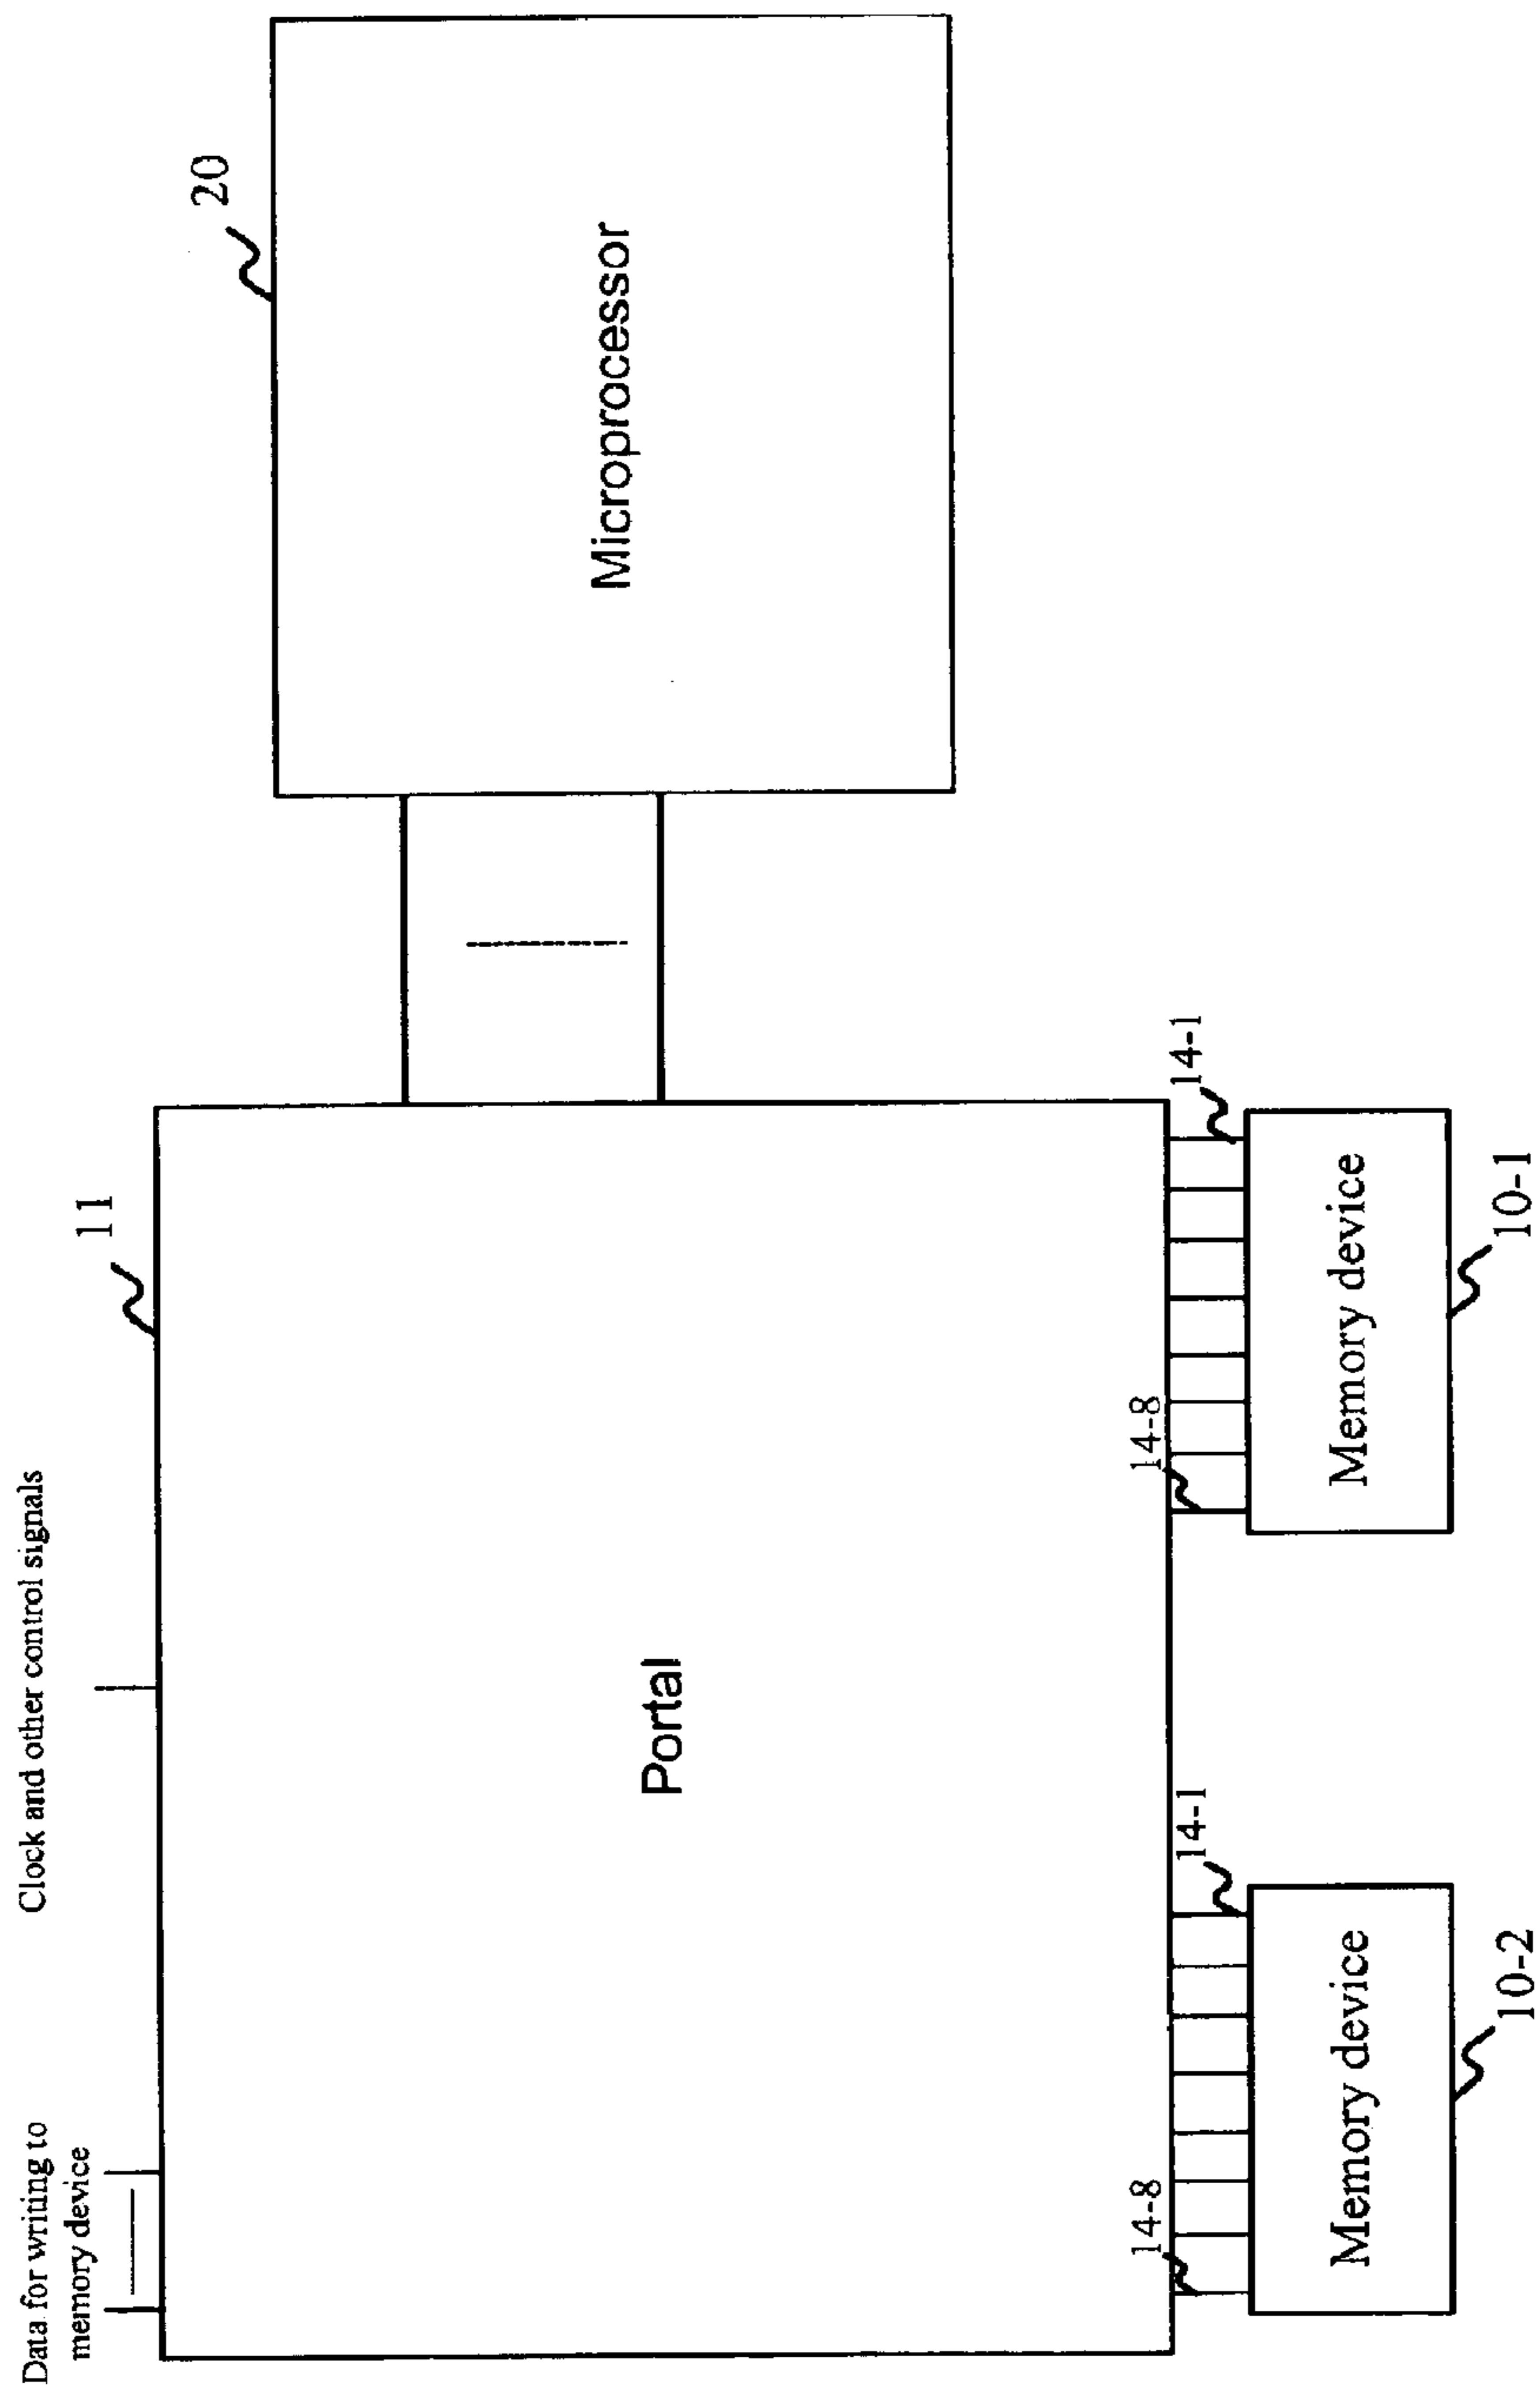 Data for writing to
memory device
Clock and other control signals
11
20
Portal
Microprocessor
14-8
14-1
14-8
14-1
Memory device
Memory device
10-2
10-1